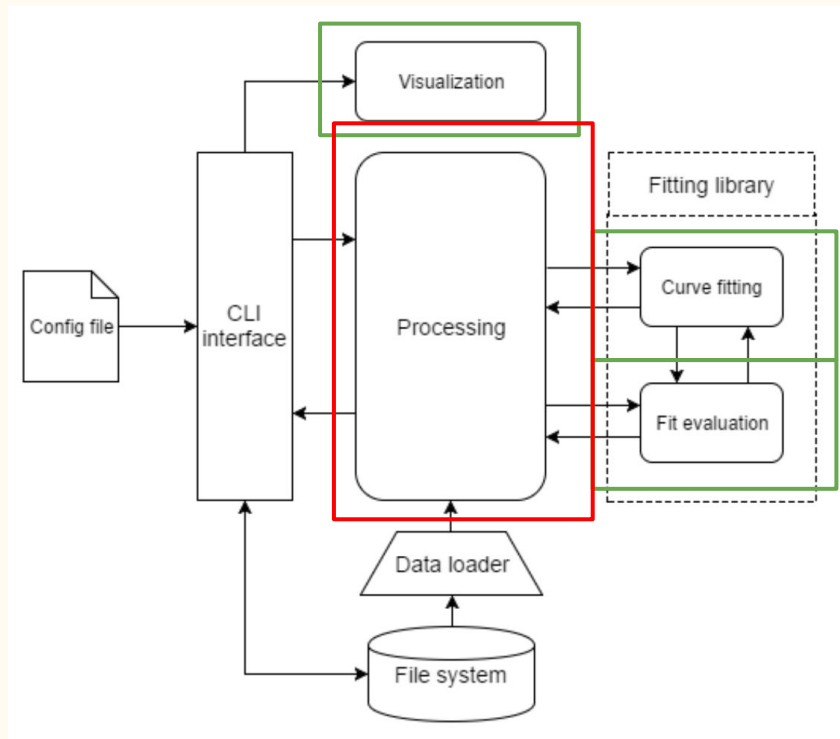 Visualization
Fitting library
Config file
CLI
interface
Processing
Curve fitting
Fit evaluation
Data loader
File system